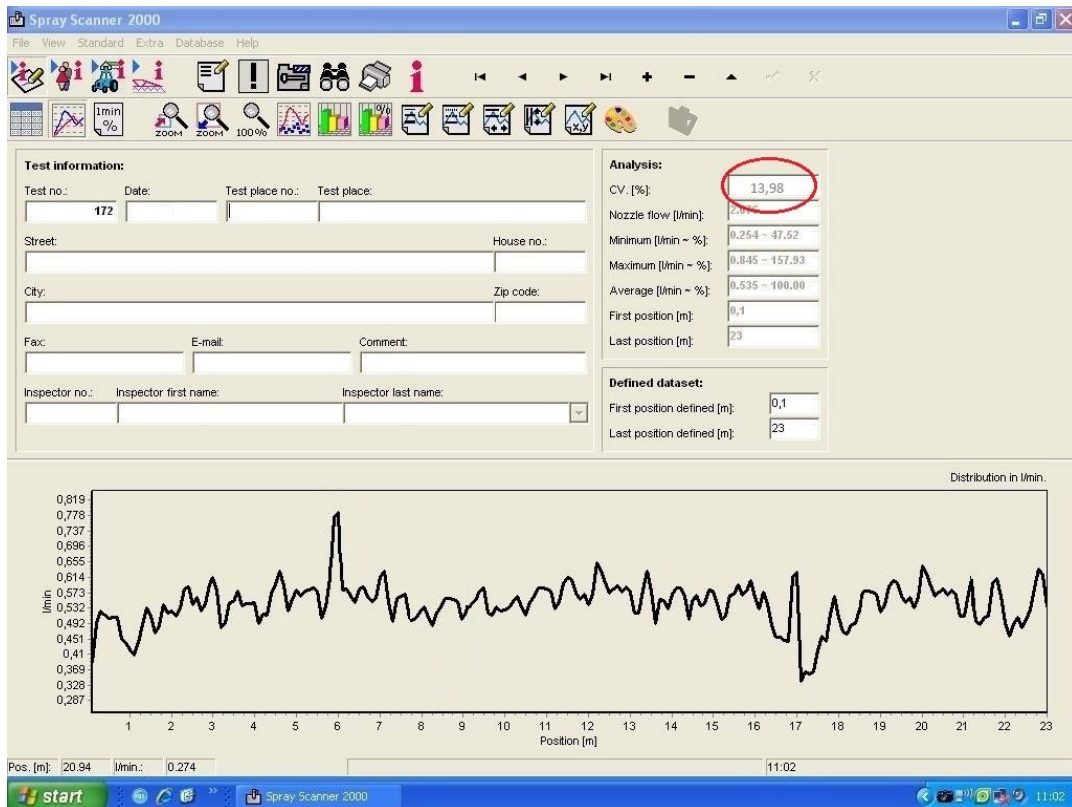 Spray Scanner 2000
File View Standard Extra Database Help
1min
%
ZOOM ZOOM 100% % x,y
Test information:
Test no.: Date: Test place no.: Test place:
172
Street: House no.:
City: Zip code:
Fax: E-mail: Comment:
Inspector no.: Inspector first name: Inspector last name:
Analysis:
CV. [%]: 13,98
Nozzle flow [l/min]:
Minimum [l/min ~ %]: 0.254 ~ 47.52
Maximum [l/min ~ %]: 0.845 ~ 157.93
Average [l/min ~ %]: 0.535 ~ 100.00
First position [m]: 0,1
Last position [m]: 23
Defined dataset:
First position defined [m]: 0,1
Last position defined [m]: 23
Distribution in l/min.
0,819
0,778
0,737
0,696
0,655
0,614
0,573
0,532
0,492
0,451
0,41
0,369
0,328
0,287
l/min
1 2 3 4 5 6 7 8 9 10 11 12 13 14 15 16 17 18 19 20 21 22 23
Position [m]
Pos. [m]: 20.94 l/min.: 0.274 11:02
start Spray Scanner 2000 11:02